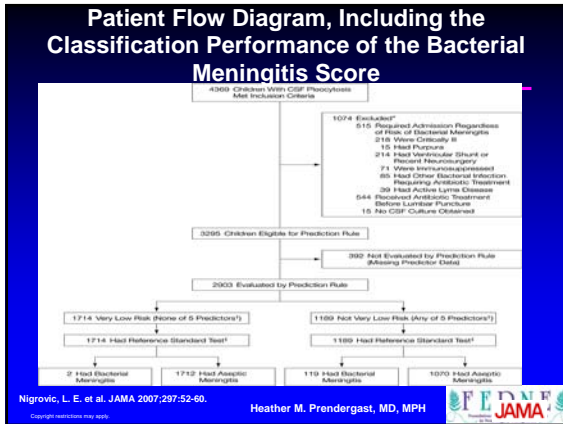 Patient Flow Diagram, Including the
Classification Performance of the Bacterial
Meningitis Score
4369 Children With CSF Pleocytosis
Met Inclusion Criteria
1074 Excluded*
515 Required Admission Regardless
of Risk of Bacterial Meningitis
218 Were Critically Ill
15 Had Purpura
214 Had Ventricular Shunt or
Recent Neurosurgery
71 Were Immunosuppressed
85 Had Other Bacterial Infection
Requiring Antibiotic Treatment
39 Had Active Lyme Disease
544 Received Antibiotic Treatment
Before Lumbar Puncture
15 No CSF Culture Obtained
3295 Children Eligible for Prediction Rule
392 Not Evaluated by Prediction Rule
(Missing Predictor Data)
2903 Evaluated by Prediction Rule
1714 Very Low Risk (None of 5 Predictors†)
1189 Not Very Low Risk (Any of 5 Predictors†)
1714 Had Reference Standard Test‡
1189 Had Reference Standard Test‡
2 Had Bacterial
Meningitis
1712 Had Aseptic
Meningitis
119 Had Bacterial
Meningitis
1070 Had Aseptic
Meningitis
Nigrovic, L. E. et al. JAMA 2007;297:52-60.
Copyright restrictions may apply.
Heather M. Prendergast, MD, MPH
JAMA